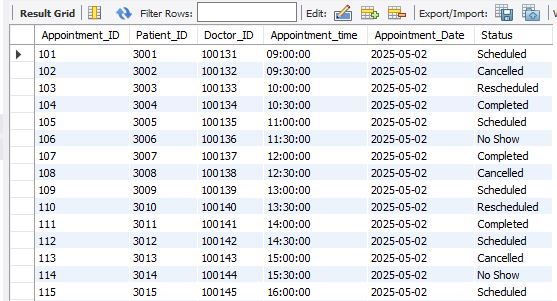 Result Grid Filter Rows: Edit: Export/Import:
Appointment_ID Patient_ID Doctor_ID Appointment_time Appointment_Date Status
101 3001 100131 09:00:00 2025-05-02 Scheduled
102 3002 100132 09:30:00 2025-05-02 Cancelled
103 3003 100133 10:00:00 2025-05-02 Rescheduled
104 3004 100134 10:30:00 2025-05-02 Completed
105 3005 100135 11:00:00 2025-05-02 Scheduled
106 3006 100136 11:30:00 2025-05-02 No Show
107 3007 100137 12:00:00 2025-05-02 Completed
108 3008 100138 12:30:00 2025-05-02 Cancelled
109 3009 100139 13:00:00 2025-05-02 Scheduled
110 3010 100140 13:30:00 2025-05-02 Rescheduled
111 3011 100141 14:00:00 2025-05-02 Completed
112 3012 100142 14:30:00 2025-05-02 Scheduled
113 3013 100143 15:00:00 2025-05-02 Cancelled
114 3014 100144 15:30:00 2025-05-02 No Show
115 3015 100145 16:00:00 2025-05-02 Scheduled